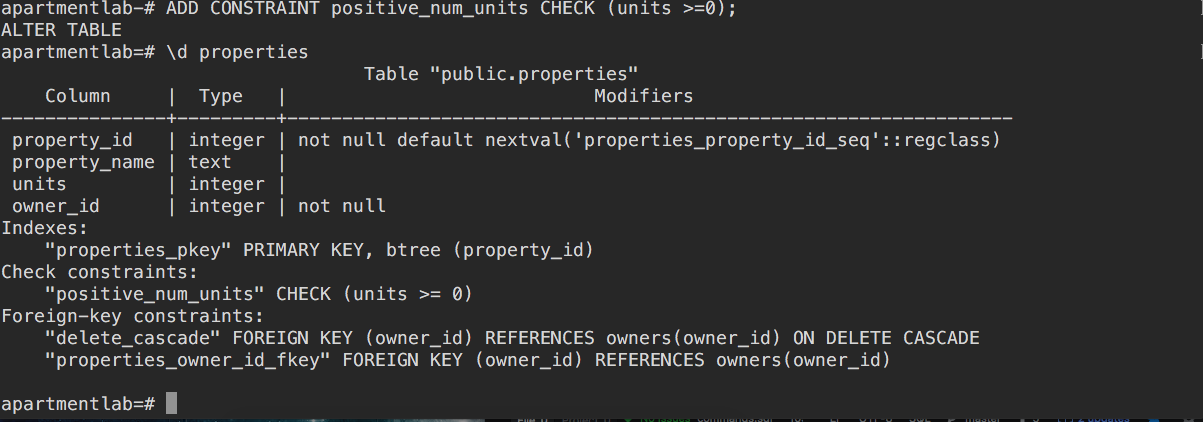 apartmentlab-# ADD CONSTRAINT positive_num_units CHECK (units >=0);
ALTER TABLE
apartmentlab=# \d properties
                             Table "public.properties"
    Column     |  Type   |                         Modifiers
---------------+---------+------------------------------------------------------------------
 property_id   | integer | not null default nextval('properties_property_id_seq'::regclass)
 property_name | text    |
 units         | integer |
 owner_id      | integer | not null
Indexes:
    "properties_pkey" PRIMARY KEY, btree (property_id)
Check constraints:
    "positive_num_units" CHECK (units >= 0)
Foreign-key constraints:
    "delete_cascade" FOREIGN KEY (owner_id) REFERENCES owners(owner_id) ON DELETE CASCADE
    "properties_owner_id_fkey" FOREIGN KEY (owner_id) REFERENCES owners(owner_id)
apartmentlab=#